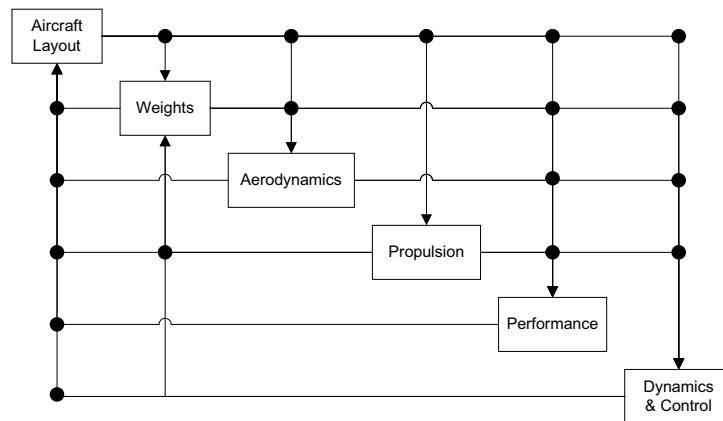 Aircraft
Layout
Weights
Aerodynamics
Propulsion
Performance
Dynamics
& Control